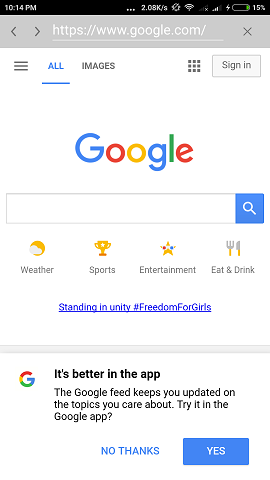 10:14 PM ... 2.08K/s 15%
https://www.google.com/
ALL IMAGES Sign in
Google
Weather Sports Entertainment Eat & Drink
Standing in unity #FreedomForGirls
It's better in the app
The Google feed keeps you updated on
the topics you care about. Try it in the
Google app?
NO THANKS YES